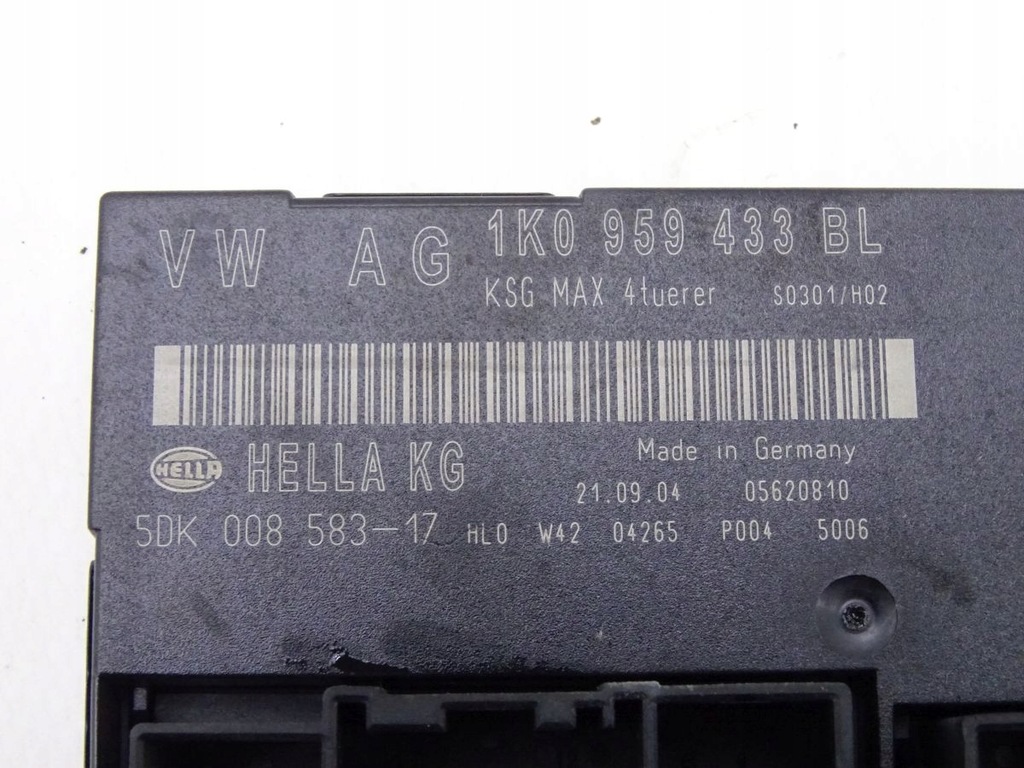 VW AG 1K0 959 433 BL
KSG MAX 4tuerer S0301/H02
HELLA HELLA KG Made in Germany
21.09.04 05620810
5DK 008 583-17 HLO W42 04265 P004 5006